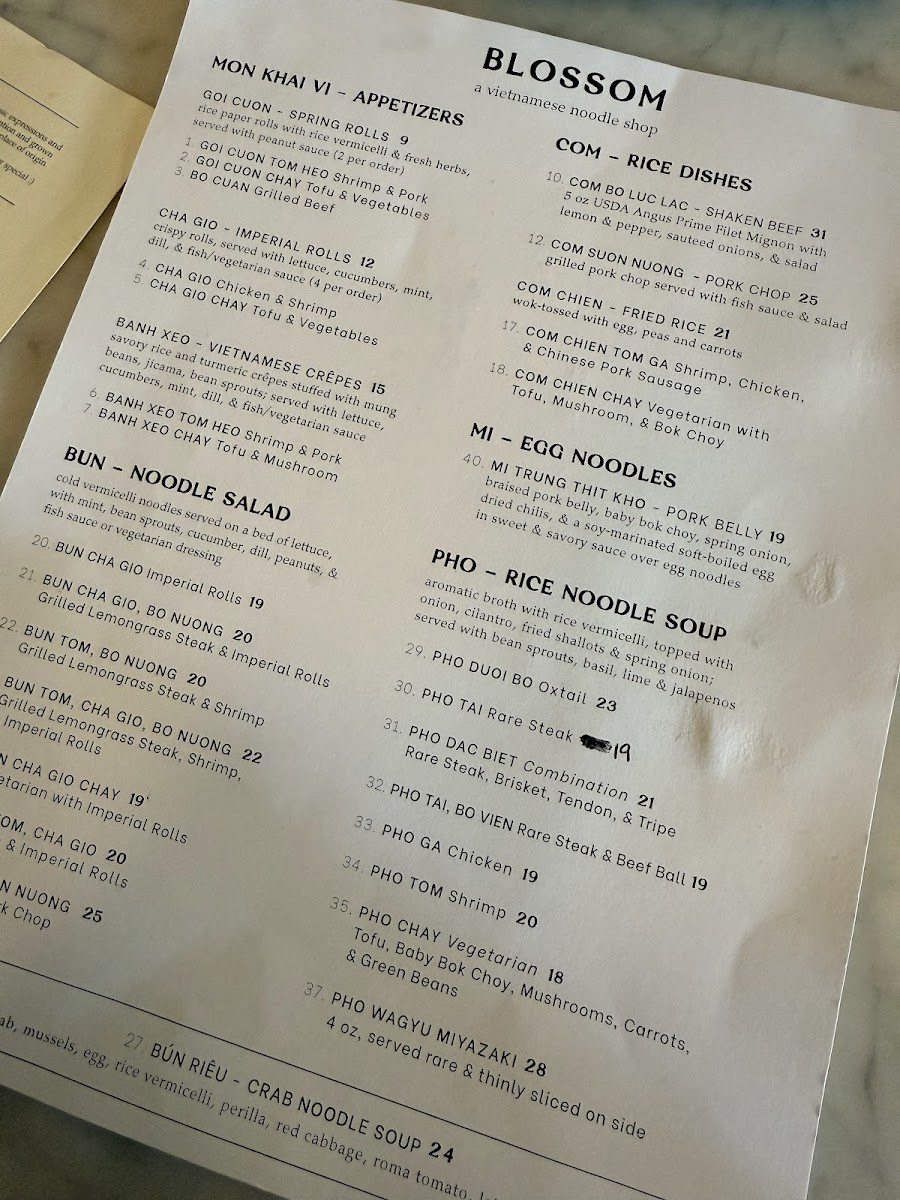 BLOSSOM
a vietnamese noodle shop
MON KHAI VI – APPETIZERS
GOI CUON - SPRING ROLLS 9
rice paper rolls with rice vermicelli & fresh herbs,
served with peanut sauce (2 per order)
1. GOI CUON TOM HEO Shrimp & Pork
2. GOI CUON CHAY Tofu & Vegetables
3. BO CUAN Grilled Beef
CHA GIO - IMPERIAL ROLLS 12
crispy rolls, served with lettuce, cucumbers, mint,
dill, & fish/vegetarian sauce (4 per order)
4. CHA GIO Chicken & Shrimp
5. CHA GIO CHAY Tofu & Vegetables
BANH XEO - VIETNAMESE CRÊPES 15
savory rice and turmeric crêpes stuffed with mung
beans, jicama, bean sprouts; served with lettuce,
cucumbers, mint, dill, & fish/vegetarian sauce
6. BANH XEO TOM HEO Shrimp & Pork
7. BANH XEO CHAY Tofu & Mushroom
BUN – NOODLE SALAD
cold vermicelli noodles served on a bed of lettuce,
with mint, bean sprouts, cucumber, dill, peanuts, &
fish sauce or vegetarian dressing
20. BUN CHA GIO Imperial Rolls 19
21. BUN CHA GIO, BO NUONG 20
Grilled Lemongrass Steak & Imperial Rolls
22. BUN TOM, BO NUONG 20
Grilled Lemongrass Steak & Shrimp
BUN TOM, CHA GIO, BO NUONG 22
Grilled Lemongrass Steak, Shrimp,
Imperial Rolls
N CHA GIO CHAY 19
etarian with Imperial Rolls
OM, CHA GIO 20
& Imperial Rolls
N NUONG 25
rk Chop
COM – RICE DISHES
10. COM BO LUC LAC - SHAKEN BEEF 31
5 oz USDA Angus Prime Filet Mignon with
lemon & pepper, sauteed onions, & salad
12. COM SUON NUONG - PORK CHOP 25
grilled pork chop served with fish sauce & salad
COM CHIEN - FRIED RICE 21
wok-tossed with egg, peas and carrots
17. COM CHIEN TOM GA Shrimp, Chicken,
& Chinese Pork Sausage
18. COM CHIEN CHAY Vegetarian with
Tofu, Mushroom, & Bok Choy
MI – EGG NOODLES
40. MI TRUNG THIT KHO - PORK BELLY 19
braised pork belly, baby bok choy, spring onion,
dried chilis, & a soy-marinated soft-boiled egg
in sweet & savory sauce over egg noodles
PHO – RICE NOODLE SOUP
aromatic broth with rice vermicelli, topped with
onion, cilantro, fried shallots & spring onion;
served with bean sprouts, basil, lime & jalapenos
29. PHO DUOI BO Oxtail 23
30. PHO TAI Rare Steak 19
31. PHO DAC BIET Combination 21
Rare Steak, Brisket, Tendon, & Tripe
32. PHO TAI, BO VIEN Rare Steak & Beef Ball 19
33. PHO GA Chicken 19
34. PHO TOM Shrimp 20
35. PHO CHAY Vegetarian 18
Tofu, Baby Bok Choy, Mushrooms, Carrots,
& Green Beans
37. PHO WAGYU MIYAZAKI 28
4 oz, served rare & thinly sliced on side
27. BÚN RIÊU - CRAB NOODLE SOUP 24
ab, mussels, egg, rice vermicelli, perilla, red cabbage, roma tomato,
expressions and
ption and grown
place of origin
r special :)